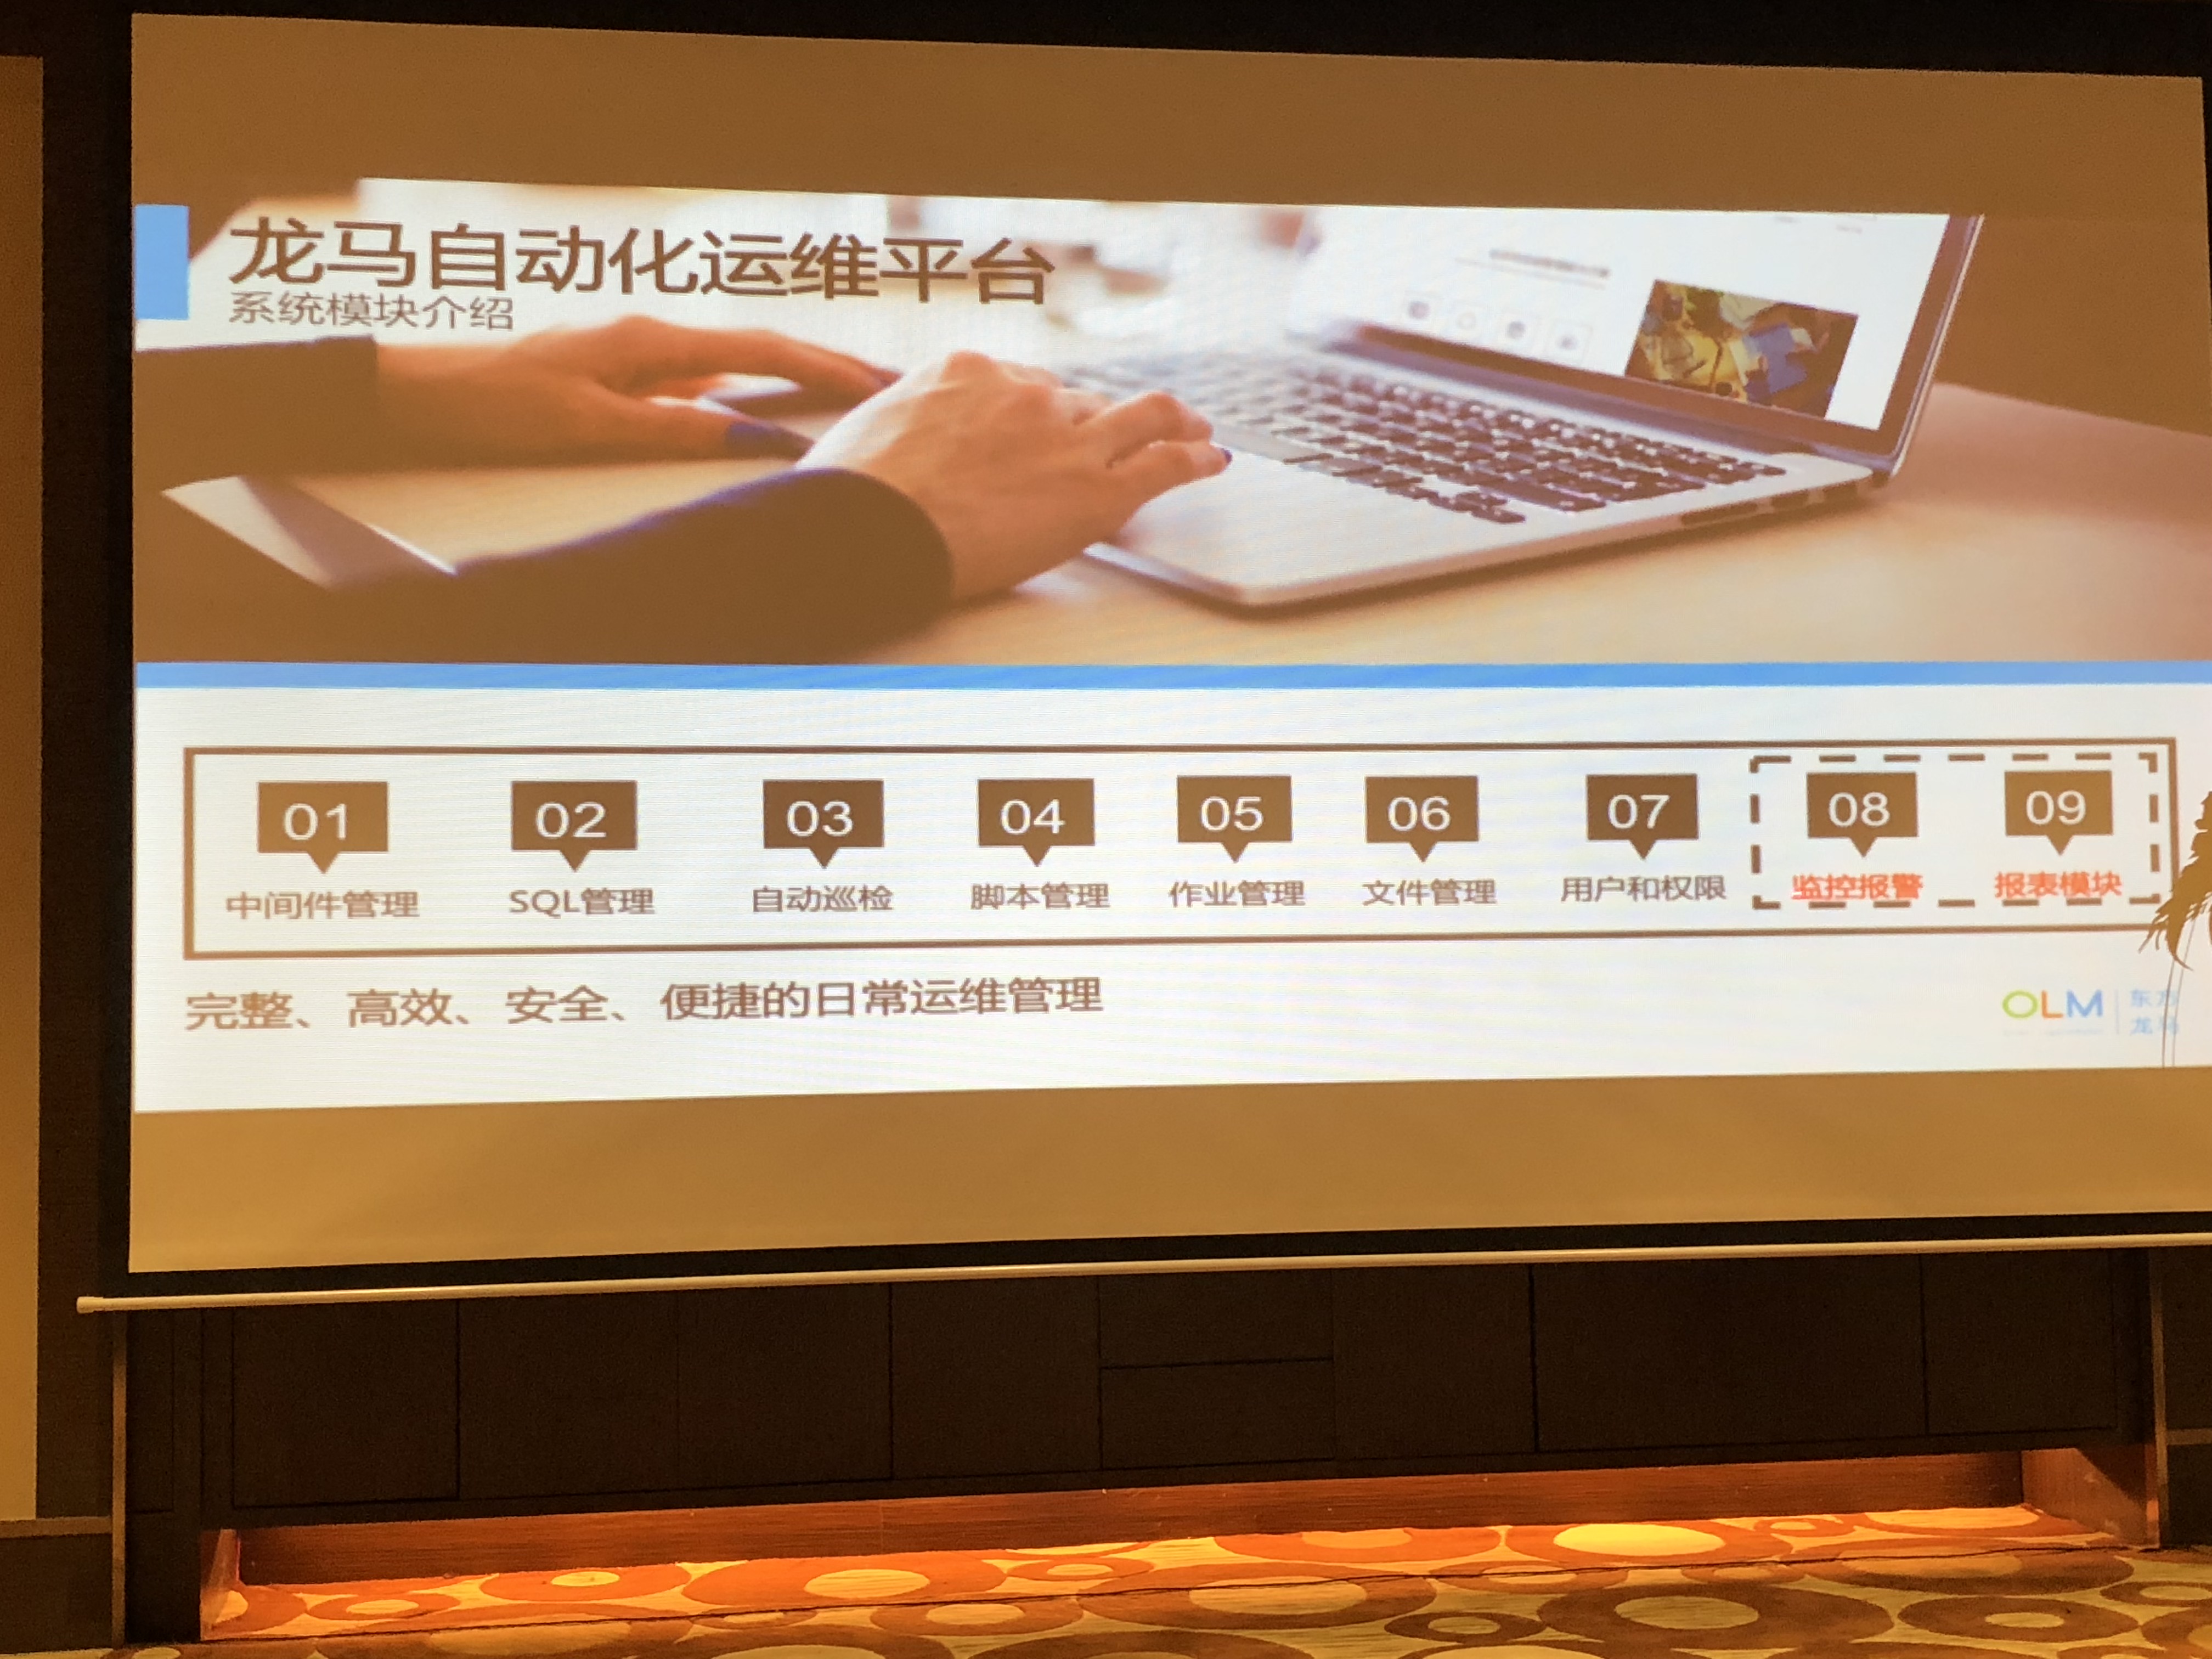 龙马自动化运维平台
系统模块介绍
01 02 03 04 05 06 07 08 09
中间件管理 SQL管理 自动巡检 脚本管理 作业管理 文件管理 用户和权限 监控报警 报表模块
完整、高效、安全、便捷的日常运维管理
OLM 东方
龙马